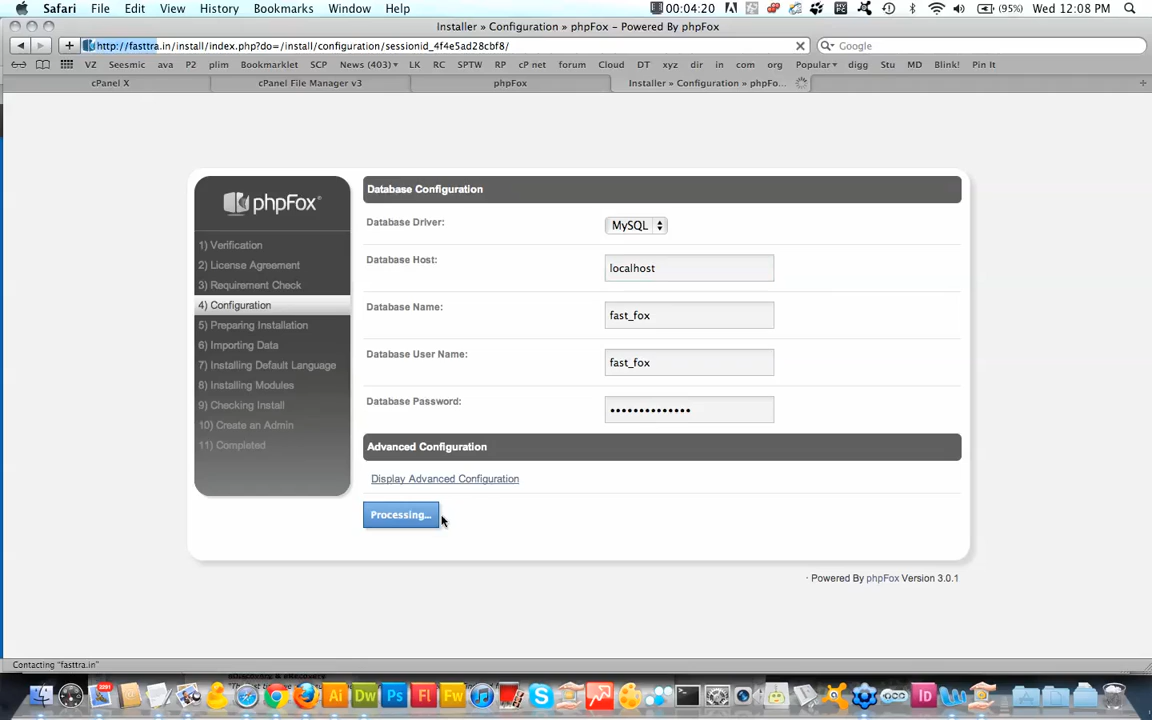 Safari File Edit View History Bookmarks Window Help 00:04:20 (95%) Wed 12:08 PM
Installer » Configuration » phpFox – Powered By phpFox
http://fasttra.in/install/index.php?do=/install/configuration/sessionid_4f4e5ad28cbf8/ Google
VZ Seesmic ava P2 plim Bookmarklet SCP News (403) LK RC SPTW RP cP net forum Cloud DT xyz dir in com org Popular digg Stu MD Blink! Pin It
cPanel X cPanel File Manager v3 phpFox Installer » Configuration » phpFo...
phpFox
1) Verification
2) License Agreement
3) Requirement Check
4) Configuration
5) Preparing Installation
6) Importing Data
7) Installing Default Language
8) Installing Modules
9) Checking Install
10) Create an Admin
11) Completed
Database Configuration
Database Driver: MySQL
Database Host: localhost
Database Name: fast_fox
Database User Name: fast_fox
Database Password: ••••••••••••••
Advanced Configuration
Display Advanced Configuration
Processing...
· Powered By phpFox Version 3.0.1
Contacting "fasttra.in"
Ai Dw Ps Fl Fw Id